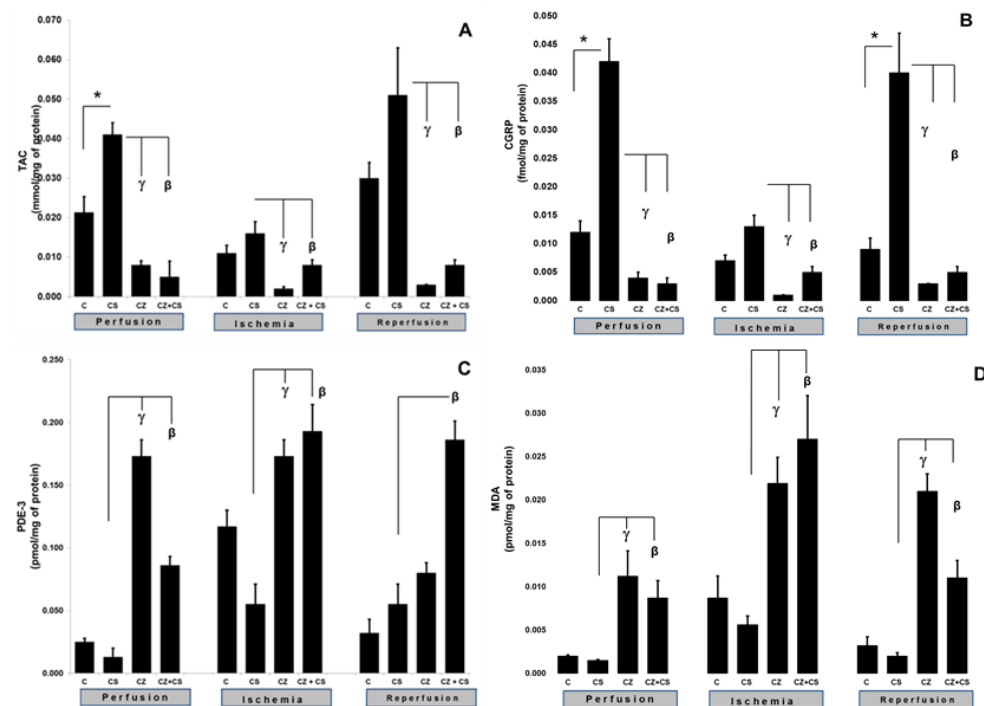 A
TAC
(mmol/mg of protein)
0.070
0.060
0.050
0.040
0.030
0.020
0.010
0.000
*
γ
β
γ
β
γ
β
C CS CZ CZ+CS C CS CZ CZ + CS C CS CZ CZ+CS
Perfusion Ischemia Reperfusion
B
CGRP
(fmol/mg of protein)
0.050
0.045
0.040
0.035
0.030
0.025
0.020
0.015
0.010
0.005
0.000
*
γ
β
γ
β
*
γ
β
C CS CZ CZ+CS C CS CZ CZ+CS C CS CZ CZ+CS
Perfusion Ischemia Reperfusion
C
PDE-3
(pmol/mg of protein)
0.250
0.200
0.150
0.100
0.050
0.000
γ
β
γ
β
β
C CS CZ CZ+CS C CS CZ CZ + CS C CS CZ CZ + CS
Perfusion Ischemia Reperfusion
D
MDA
(pmol/mg of protein)
0.035
0.030
0.025
0.020
0.015
0.010
0.005
0.000
γ
β
γ
β
γ
β
C CS CZ CZ+CS C CS CZ CZ+CS C CS CZ CZ+CS
Perfusion Ischemia Reperfusion